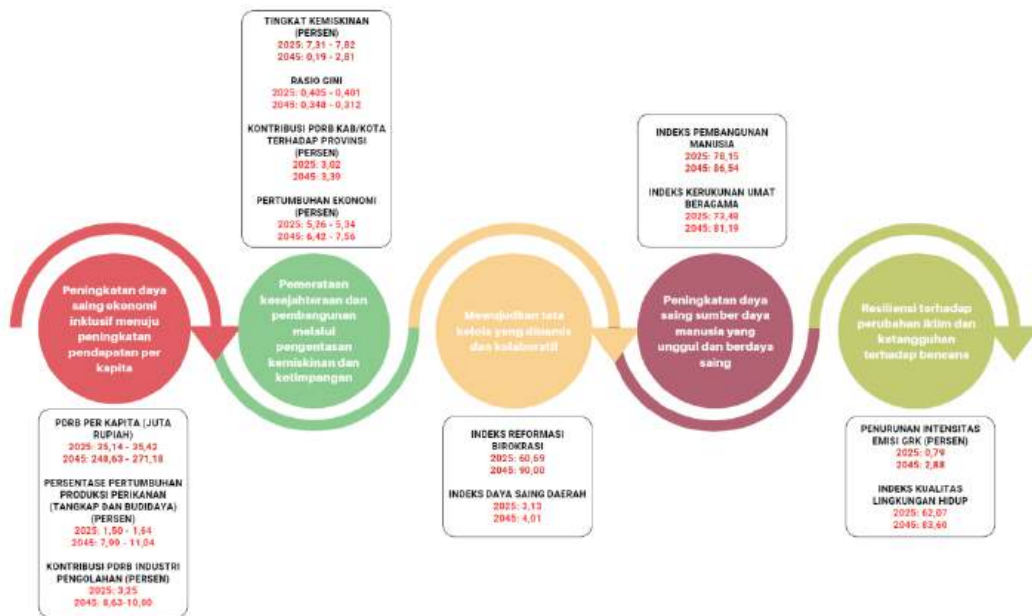 TINGKAT KEMISKINAN
(PERSEN)
2025: 7,31 - 7,82
2045: 0,19 - 2,81
RASIO GINI
2025: 0,405 - 0,401
2045: 0,348 - 0,312
KONTRIBUSI PDRB KAB/KOTA
TERHADAP PROVINSI
(PERSEN)
2025: 3,02
2045: 3,39
PERTUMBUHAN EKONOMI
(PERSEN)
2025: 5,26 - 5,34
2045: 6,42 - 7,56
INDEKS PEMBANGUNAN
MANUSIA
2025: 78,15
2045: 86,54
INDEKS KERUKUNAN UMAT
BERAGAMA
2025: 73,48
2045: 81,19
Peningkatan daya
saing ekonomi
inklusif menuju
peningkatan
pendapatan per
kapita
Pemerataan
kesejahteraan dan
pembangunan
melalui
pengentasan
kemiskinan dan
ketimpangan
Mewujudkan tata
kelola yang dinamis
dan kolaboratif
Peningkatan daya
saing sumber daya
manusia yang
unggul dan berdaya
saing
Resiliensi terhadap
perubahan iklim dan
ketangguhan
terhadap bencana
PDRB PER KAPITA (JUTA
RUPIAH)
2025: 35,14 - 35,43
2045: 248,63 - 271,18
PERSENTASE PERTUMBUHAN
PRODUKSI PERIKANAN
(TANGKAP DAN BUDIDAYA)
(PERSEN)
2025: 1,50 - 1,64
2045: 7,99 - 11,04
KONTRIBUSI PDRB INDUSTRI
PENGOLAHAN (PERSEN)
2025: 3,25
2045: 8,63-10,00
INDEKS REFORMASI
BIROKRASI
2025: 60,69
2045: 90,00
INDEKS DAYA SAING DAERAH
2025: 3,13
2045: 4,01
PENURUNAN INTENSITAS
EMISI GRK (PERSEN)
2025: 0,79
2045: 2,88
INDEKS KUALITAS
LINGKUNGAN HIDUP
2025: 62,07
2045: 83,60